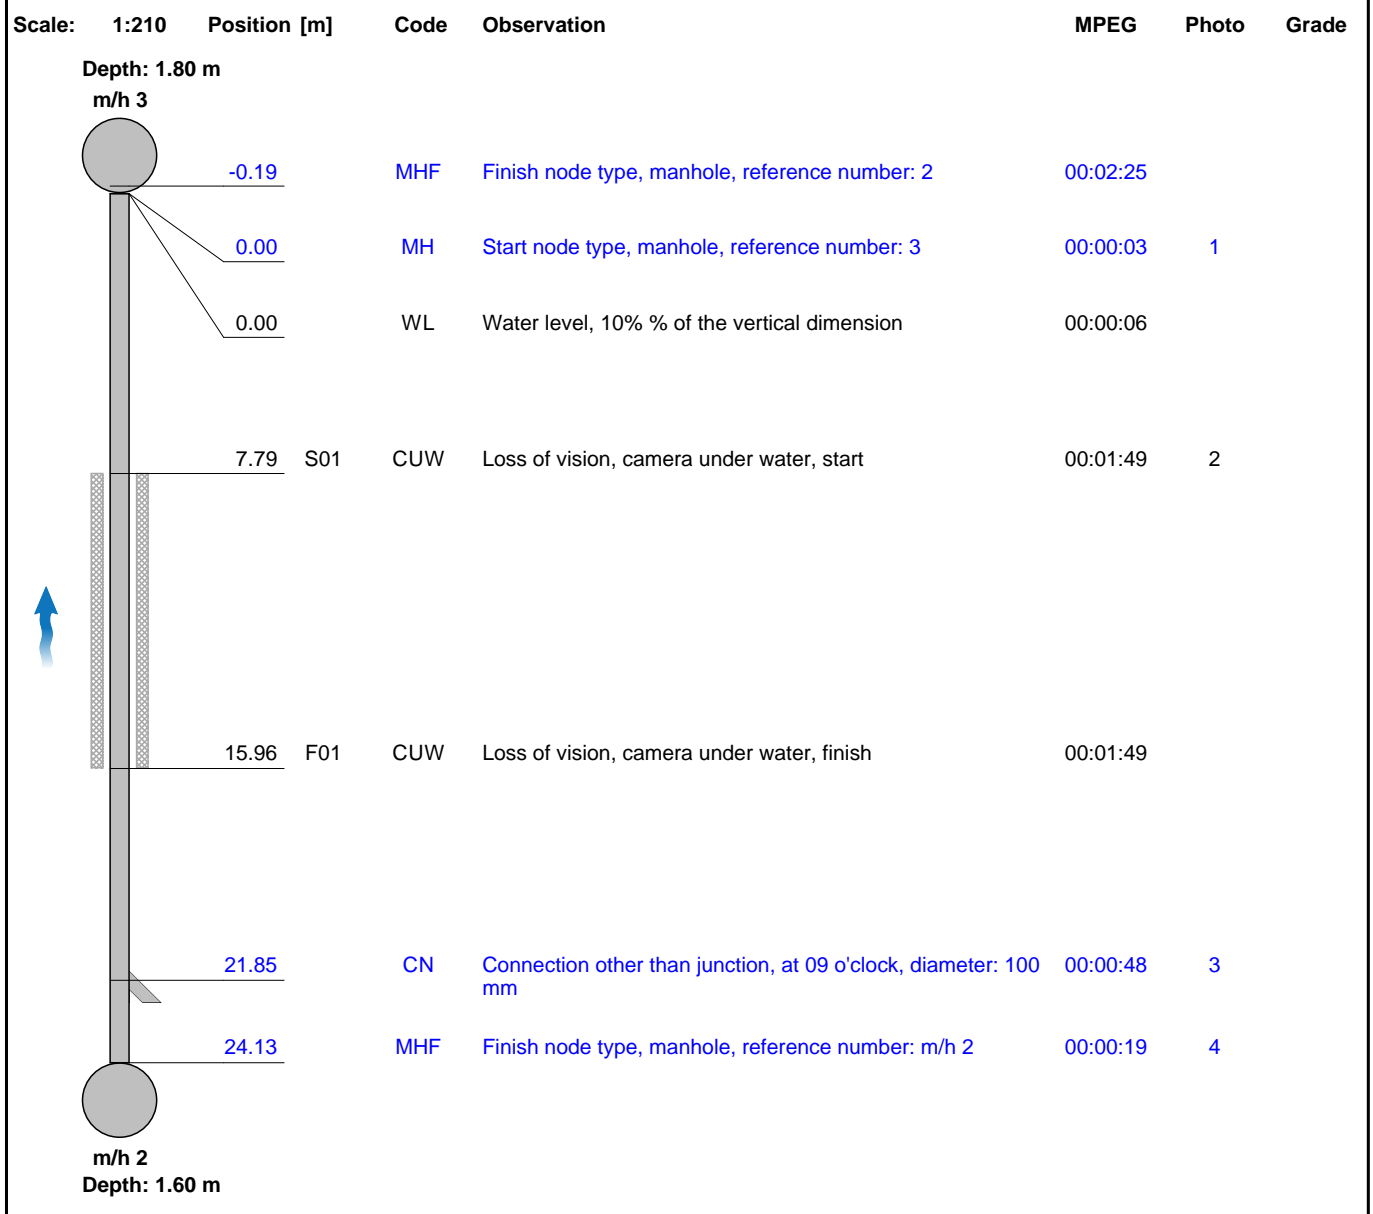 Scale: 1:210 Position [m] Code Observation MPEG Photo Grade
Depth: 1.80 m
m/h 3
-0.19 MHF Finish node type, manhole, reference number: 2 00:02:25
0.00 MH Start node type, manhole, reference number: 3 00:00:03 1
0.00 WL Water level, 10% % of the vertical dimension 00:00:06
7.79 S01 CUW Loss of vision, camera under water, start 00:01:49 2
15.96 F01 CUW Loss of vision, camera under water, finish 00:01:49
21.85 CN Connection other than junction, at 09 o'clock, diameter: 100 00:00:48 3
mm
24.13 MHF Finish node type, manhole, reference number: m/h 2 00:00:19 4
m/h 2
Depth: 1.60 m